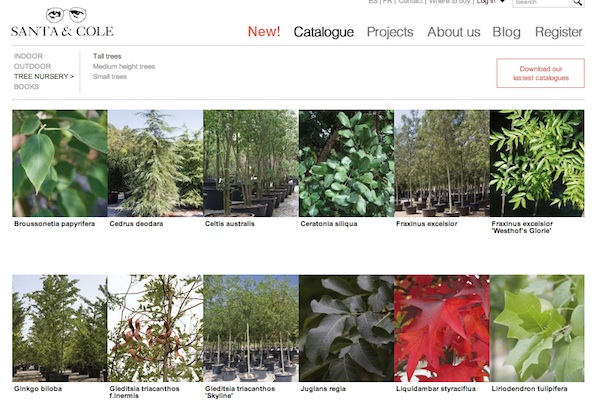 ES | FR | Contact | Where to buy | Log in
Search
SANTA & COLE
New! Catalogue Projects About us Blog Register
INDOOR
OUTDOOR
TREE NURSERY >
BOOKS
Tall trees
Medium height trees
Small trees
Download our
lastest catalogues
Broussonetia papyrifera
Cedrus deodara
Celtis australis
Ceratonia siliqua
Fraxinus excelsior
Fraxinus excelsior
'Westhof's Glorie'
Ginkgo biloba
Gleditsia triacanthos
f.inermis
Gleditsia triacanthos
'Skyline'
Juglans regia
Liquidambar styraciflua
Liriodendron tulipifera